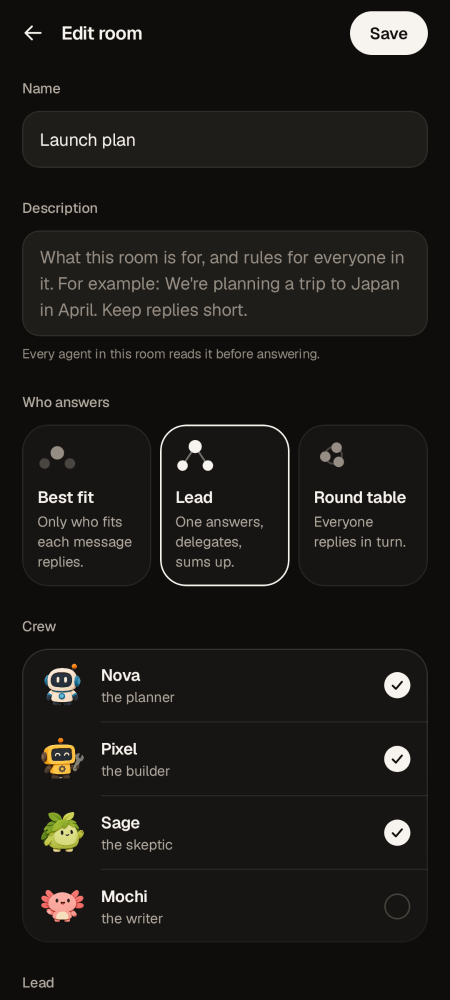 Edit room
Save
Name
Launch plan
Description
What this room is for, and rules for everyone in
it. For example: We're planning a trip to Japan
in April. Keep replies short.
Every agent in this room reads it before answering.
Who answers
Best fit
Only who fits
each message
replies.
Lead
One answers,
delegates,
sums up.
Round table
Everyone
replies in turn.
Crew
Nova
the planner
Pixel
the builder
Sage
the skeptic
Mochi
the writer
Lead